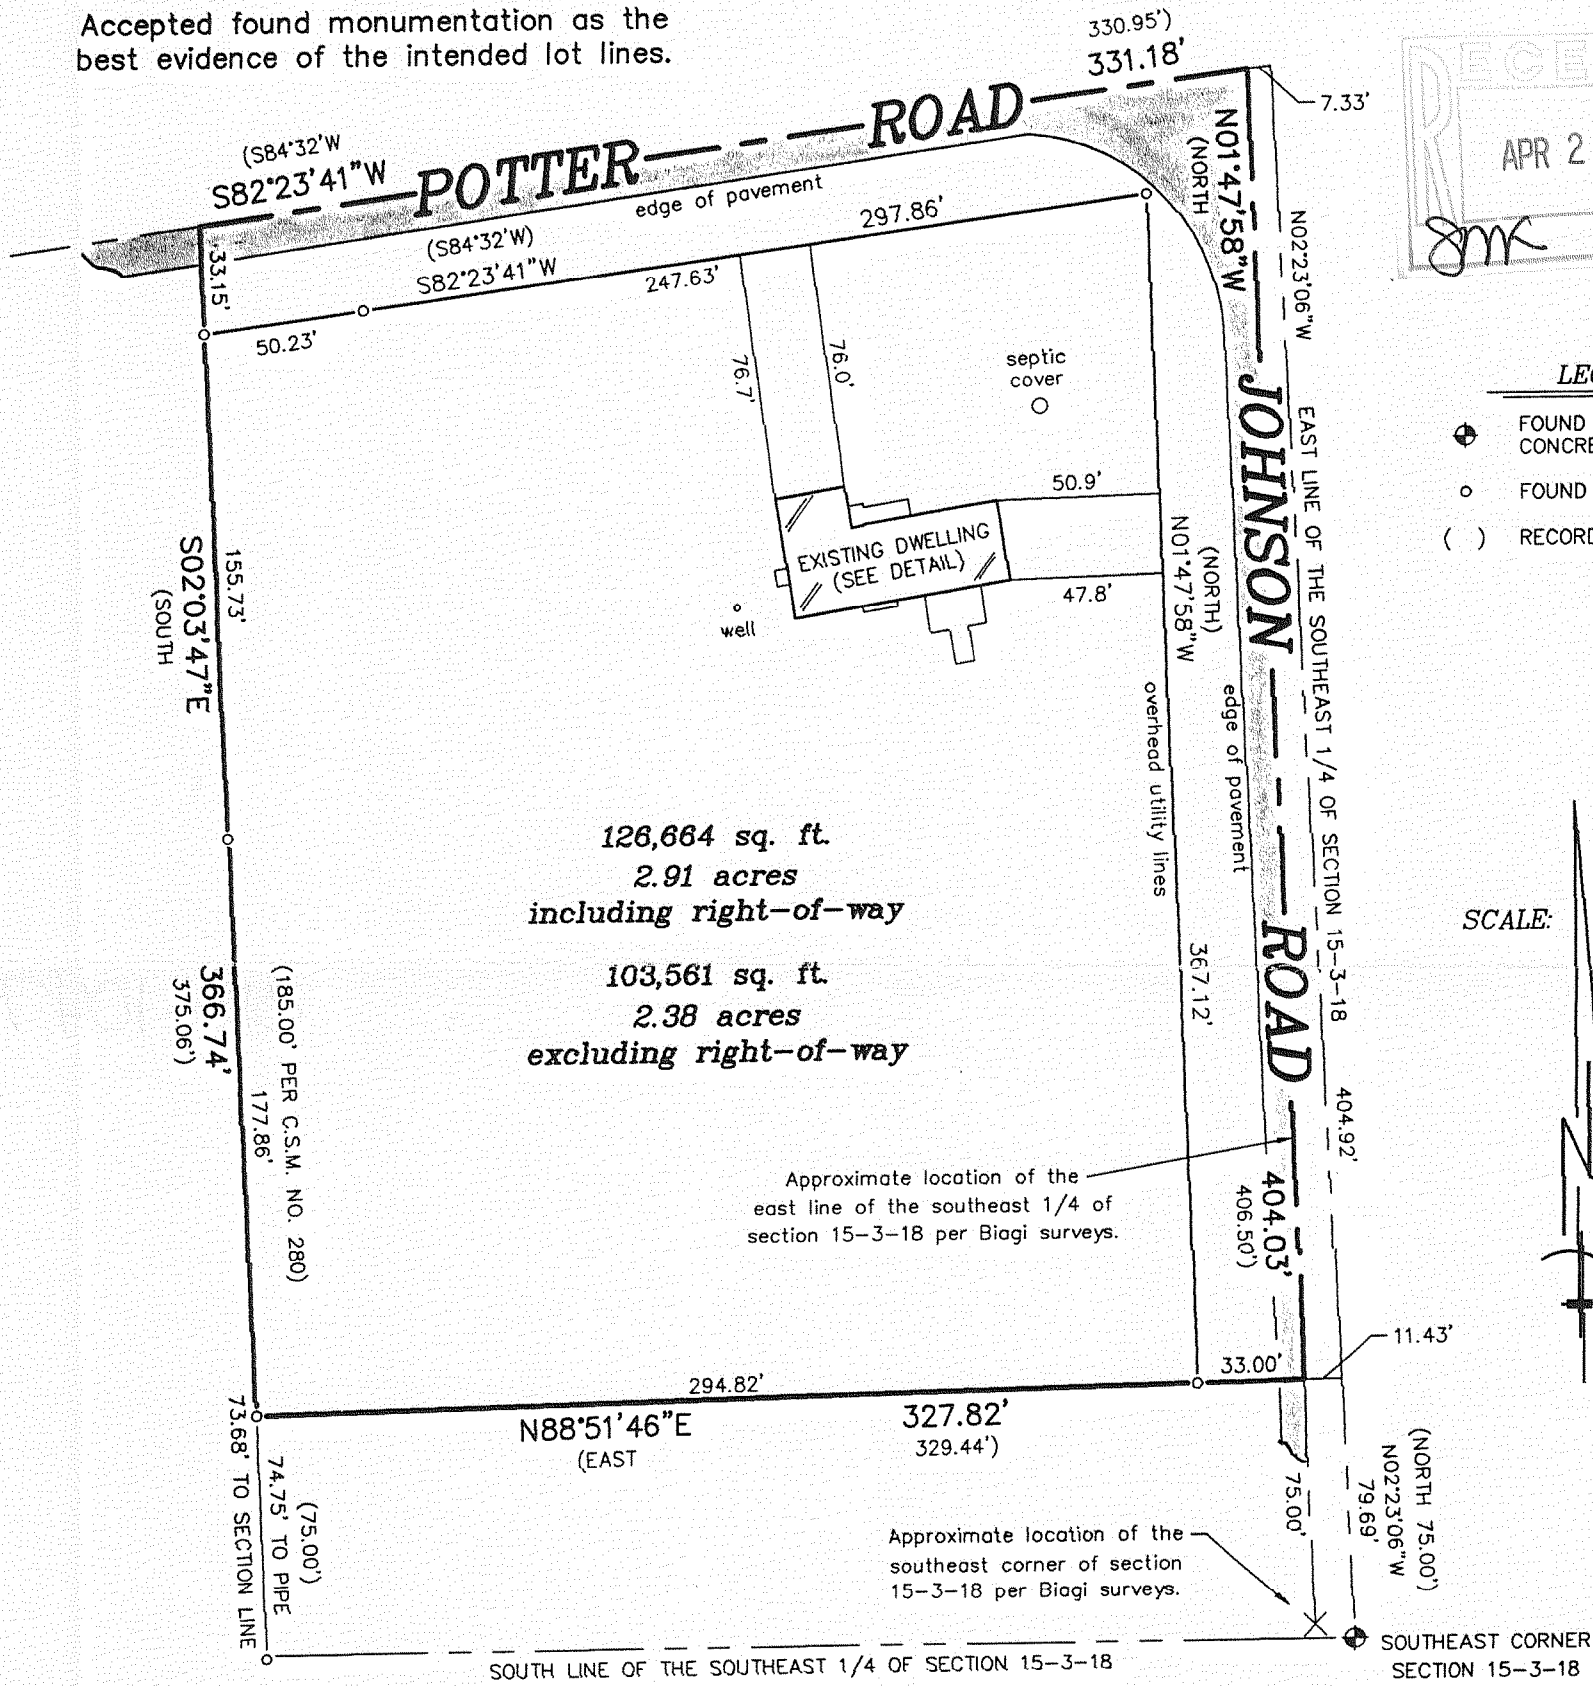 Accepted found monumentation as the
best evidence of the intended lot lines.
330.95')
331.18'
7.33'
APR 2
(S84°32'W
S82°23'41"W
POTTER ROAD
edge of pavement
(S84°32'W)
S82°23'41"W
247.63'
297.86'
N01°47'58"W
(NORTH)
N02°23'06"W
33.15'
50.23'
76.7'
76.0'
septic
cover
50.9'
EXISTING DWELLING
(SEE DETAIL)
47.8'
well
JOHNSON ROAD
EAST LINE OF THE SOUTHEAST 1/4 OF SECTION 15-3-18
LE
FOUND
CONCRE
FOUND
( ) RECOR
155.73'
S02°03'47"E
(SOUTH
(NORTH)
N01°47'58"W
overhead utility lines
edge of pavement
126,664 sq. ft.
2.91 acres
including right-of-way
103,561 sq. ft.
2.38 acres
excluding right-of-way
SCALE:
N
367.12'
404.92'
(185.00' PER C.S.M. NO. 280)
177.86'
366.74'
375.06')
Approximate location of the
east line of the southeast 1/4 of
section 15-3-18 per Biagi surveys.
404.03'
406.50')
11.43'
33.00'
294.82'
N88°51'46"E
(EAST
327.82'
329.44')
(75.00')
74.75' TO PIPE
73.68' TO SECTION LINE
75.00'
(NORTH 75.00')
N02°23'06"W
79.69'
Approximate location of the
southeast corner of section
15-3-18 per Biagi surveys.
SOUTH LINE OF THE SOUTHEAST 1/4 OF SECTION 15-3-18
SOUTHEAST CORNER
SECTION 15-3-18